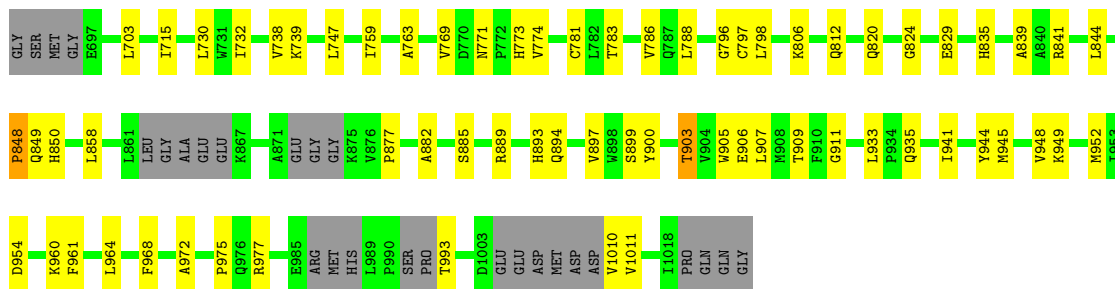 GLY SER MET GLY E697 L703 I715 L730 W731 I732 V738 K739 L747 I759 A763 V769 D770 N771 P772 H773 V774 C781 L782 T783 V786 Q787 L788 G796 C797 L798 K806 Q812 Q820 G824 E829 H835 A839 A840 R841 L844
P848 Q849 H850 L858 L861 LEU GLY ALA GLU GLU K867 A871 GLU GLY GLY K875 V876 P877 A882 S885 R889 H893 Q894 V897 W898 S899 Y900 T903 V904 W905 E906 L907 M908 T909 F910 G911 L933 P934 Q935 I941 Y944 M945 V948 K949 M952 I953
D954 K960 F961 L964 F968 A972 P975 Q976 R977 E985 ARG MET HIS L989 P990 SER PRO T993 D1003 GLU GLU ASP MET ASP ASP V1010 V1011 I1018 PRO GLN GLN GLY